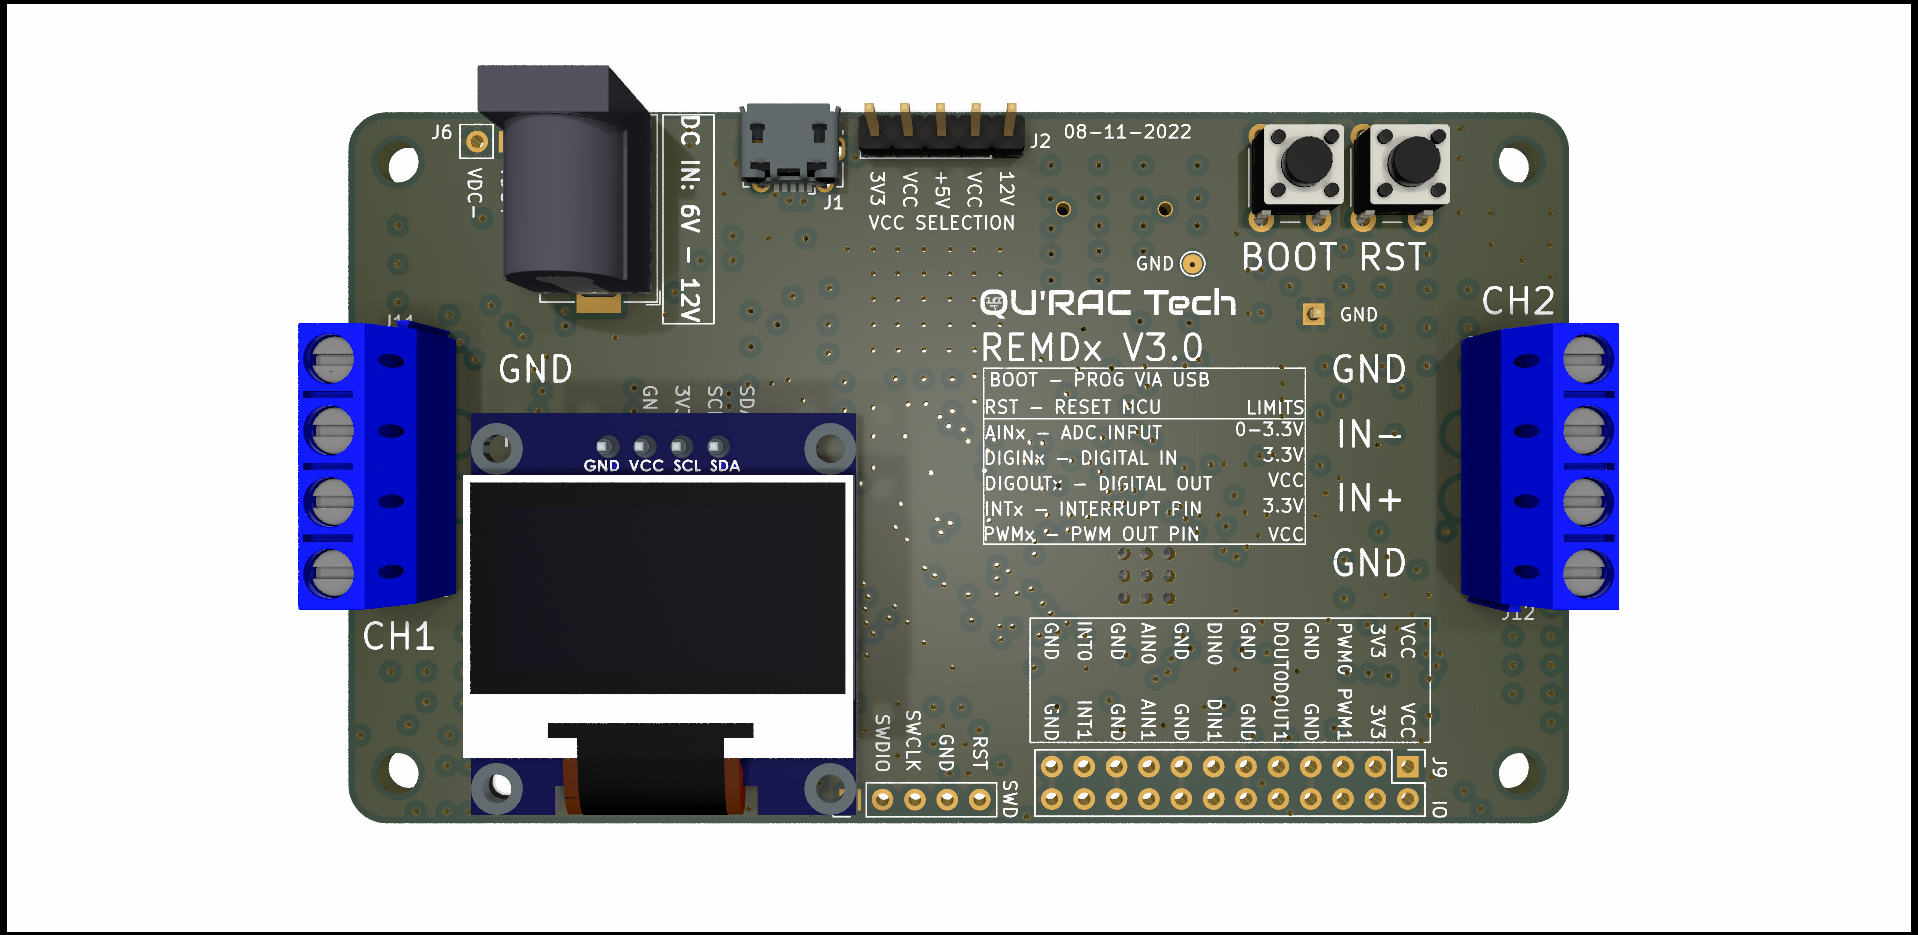 J6
VDC-
DC IN: 6V - 12V
J1
J2
08-11-2022
3V3 VCC +5V VCC 12V
VCC SELECTION
BOOT RST
GND
QU'RAC Tech
GND
REMDx V3.0
BOOT - PROG VIA USB
RST - RESET MCU LIMITS
AINx - ADC INPUT 0-3.3V
DIGINx - DIGITAL IN 3.3V
DIGOUTx - DIGITAL OUT VCC
INTx - INTERRUPT PIN 3.3V
PWMx - PWM OUT PIN VCC
CH2
GND
IN-
IN+
GND
J12
J11
GND
CH1
GND VCC SCL SDA
SWDIO SWCLK GND RST
SWD
GND INT0 GND AIN0 GND DIN0 GND DOUT0 GND PWM0 3V3 VCC
GND INT1 GND AIN1 GND DIN1 GND DOUT1 GND PWM1 3V3 VCC
J9
IO